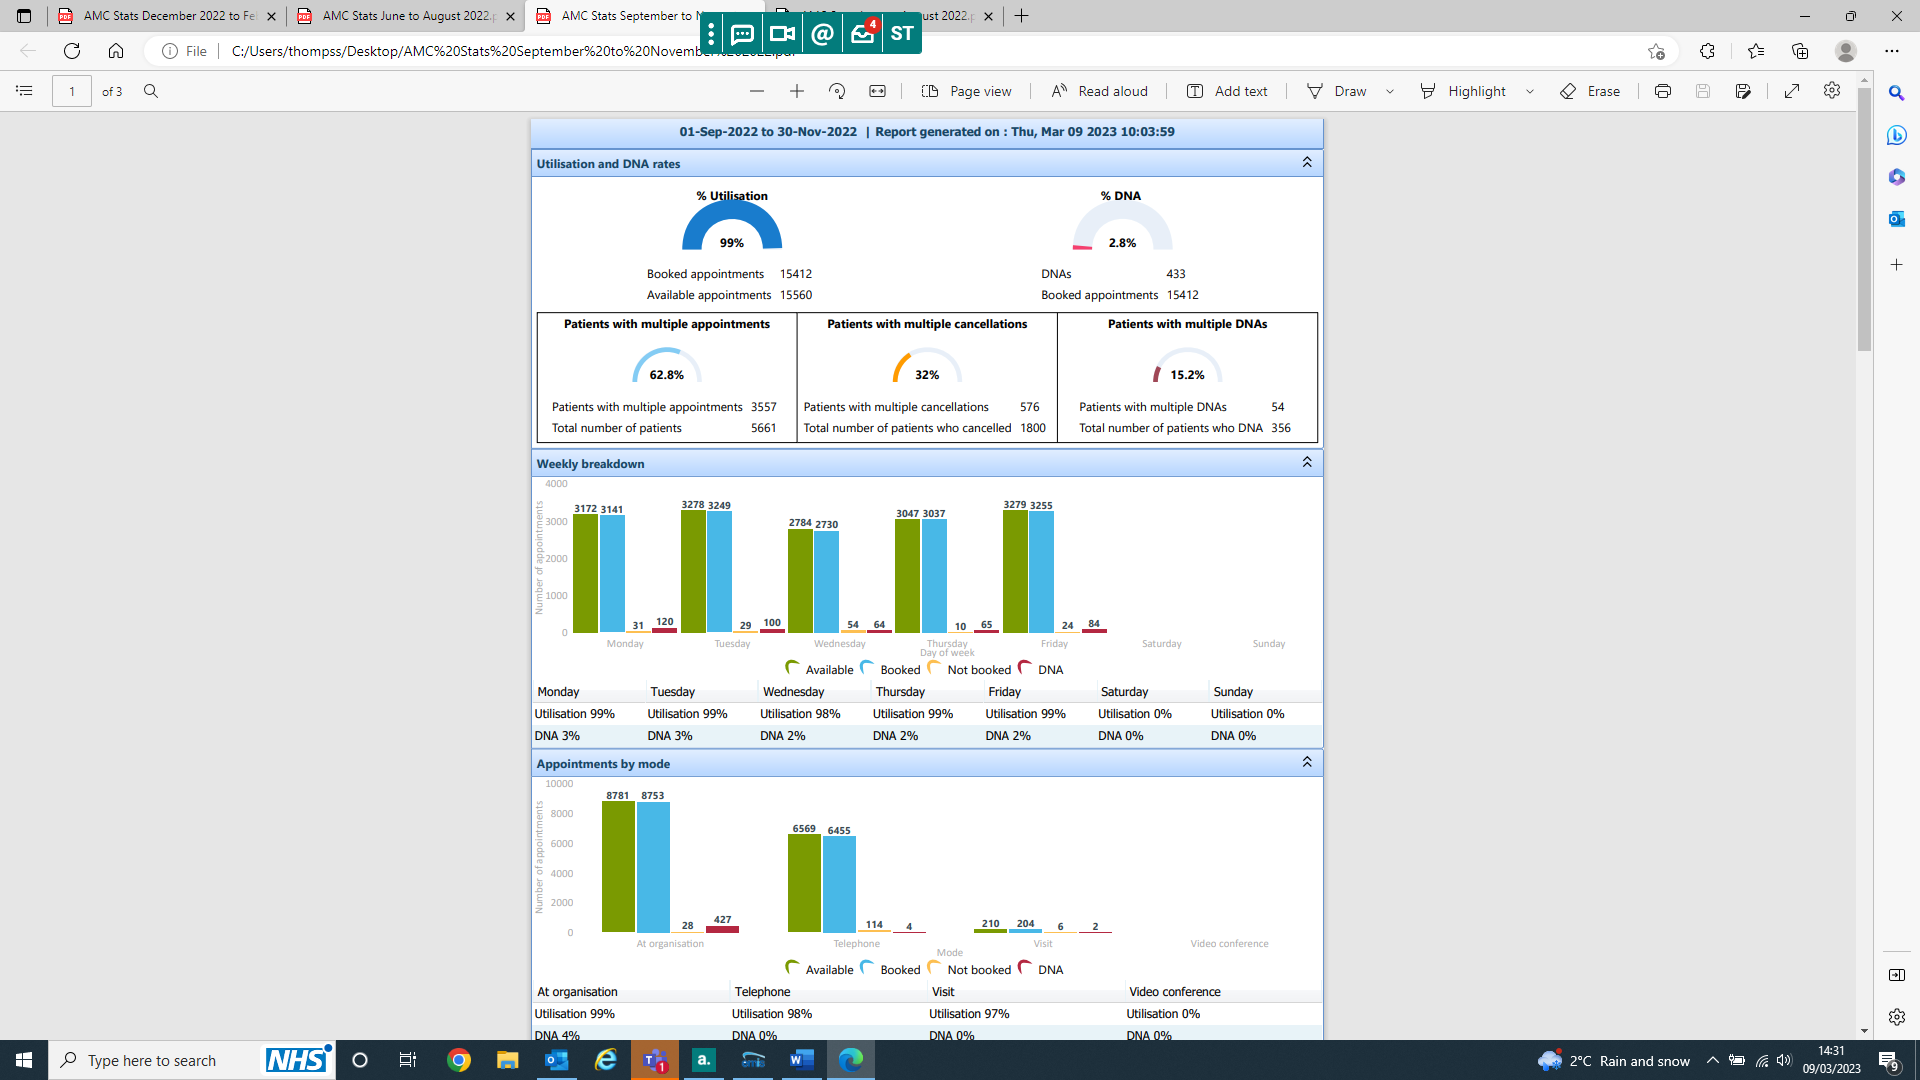 AMC Stats December 2022 to Fe
AMC Stats June to August 2022.p
AMC Stats September to N
ust 2022.p
4
ST
File
C:/Users/thompss/Desktop/AMC%20Stats%20September%20to%20November%202022.pdf
1 of 3
Page view
Read aloud
Add text
Draw
Highlight
Erase
01-Sep-2022 to 30-Nov-2022 | Report generated on : Thu, Mar 09 2023 10:03:59
Utilisation and DNA rates
% Utilisation
% DNA
99%
2.8%
Booked appointments 15412
DNAs 433
Available appointments 15560
Booked appointments 15412
Patients with multiple appointments
Patients with multiple cancellations
Patients with multiple DNAs
62.8%
32%
15.2%
Patients with multiple appointments 3557
Patients with multiple cancellations 576
Patients with multiple DNAs 54
Total number of patients 5661
Total number of patients who cancelled 1800
Total number of patients who DNA 356
Weekly breakdown
Number of appointments
4000
3000
2000
1000
0
3172 3141 31 120
3278 3249 29 100
2784 2730 54 64
3047 3037 10 65
3279 3255 24 84
Monday Tuesday Wednesday Thursday Friday Saturday Sunday
Day of week
Available Booked Not booked DNA
Monday Tuesday Wednesday Thursday Friday Saturday Sunday
Utilisation 99% Utilisation 99% Utilisation 98% Utilisation 99% Utilisation 99% Utilisation 0% Utilisation 0%
DNA 3% DNA 3% DNA 2% DNA 2% DNA 2% DNA 0% DNA 0%
Appointments by mode
Number of appointments
10000
8000
6000
4000
2000
0
8781 8753 28 427
6569 6455 114 4
210 204 6 2
At organisation Telephone Visit Video conference
Mode
Available Booked Not booked DNA
At organisation Telephone Visit Video conference
Utilisation 99% Utilisation 98% Utilisation 97% Utilisation 0%
DNA 4% DNA 0% DNA 0% DNA 0%
Type here to search
NHS
1
a.
2°C Rain and snow
14:31
09/03/2023
9